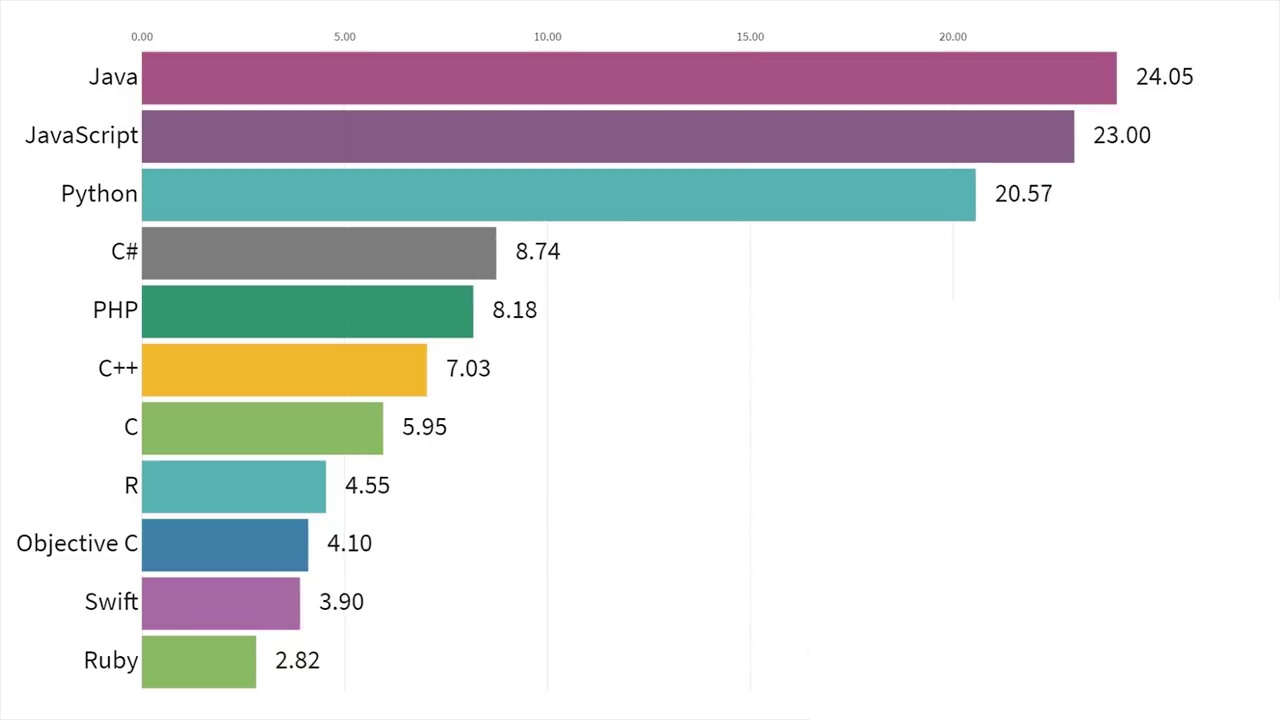 0.00 5.00 10.00 15.00 20.00
Java 24.05
JavaScript 23.00
Python 20.57
C# 8.74
PHP 8.18
C++ 7.03
C 5.95
R 4.55
Objective C 4.10
Swift 3.90
Ruby 2.82